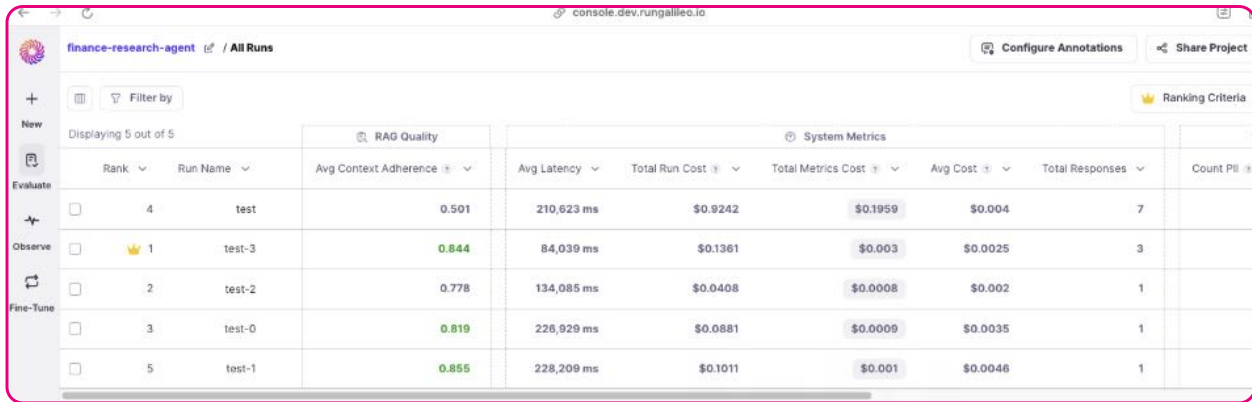 console.dev.rungalileo.io
finance-research-agent / All Runs
Configure Annotations
Share Project
New
Filter by
Ranking Criteria
Displaying 5 out of 5
RAG Quality
System Metrics
Rank Run Name Avg Context Adherence ? Avg Latency Total Run Cost ? Total Metrics Cost ? Avg Cost ? Total Responses Count PII ?
Evaluate
4 test 0.501 210,623 ms $0.9242 $0.1959 $0.004 7
Observe
1 test-3 0.844 84,039 ms $0.1361 $0.003 $0.0025 3
2 test-2 0.778 134,085 ms $0.0408 $0.0008 $0.002 1
Fine-Tune
3 test-0 0.819 226,929 ms $0.0881 $0.0009 $0.0035 1
5 test-1 0.855 228,209 ms $0.1011 $0.001 $0.0046 1